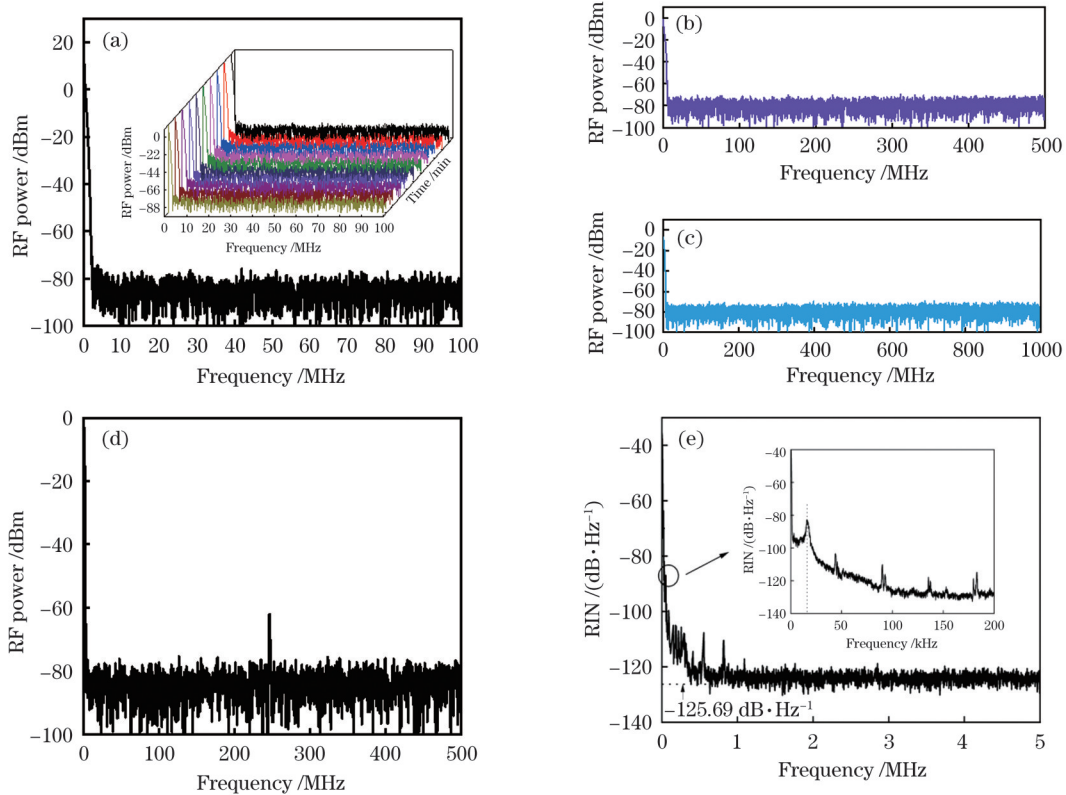 (a)
20
0
−20
−40
−60
−80
−100
RF power /dBm
0 10 20 30 40 50 60 70 80 90 100
Frequency /MHz
0
−22
−44
−66
−88
RF power /dBm
0 10 20 30 40 50 60 70 80 90 100
Frequency /MHz
Time /min
(b)
0
−20
−40
−60
−80
−100
RF power /dBm
0 100 200 300 400 500
Frequency /MHz
(c)
0
−20
−40
−60
−80
−100
RF power /dBm
0 200 400 600 800 1000
Frequency /MHz
(d)
0
−20
−40
−60
−80
−100
RF power /dBm
0 100 200 300 400 500
Frequency /MHz
(e)
−40
−60
−80
−100
−120
−140
RIN /(dB·Hz⁻¹)
−125.69 dB·Hz⁻¹
0 1 2 3 4 5
Frequency /MHz
−40
−60
−80
−100
−120
−140
RIN /(dB·Hz⁻¹)
0 50 100 150 200
Frequency /kHz